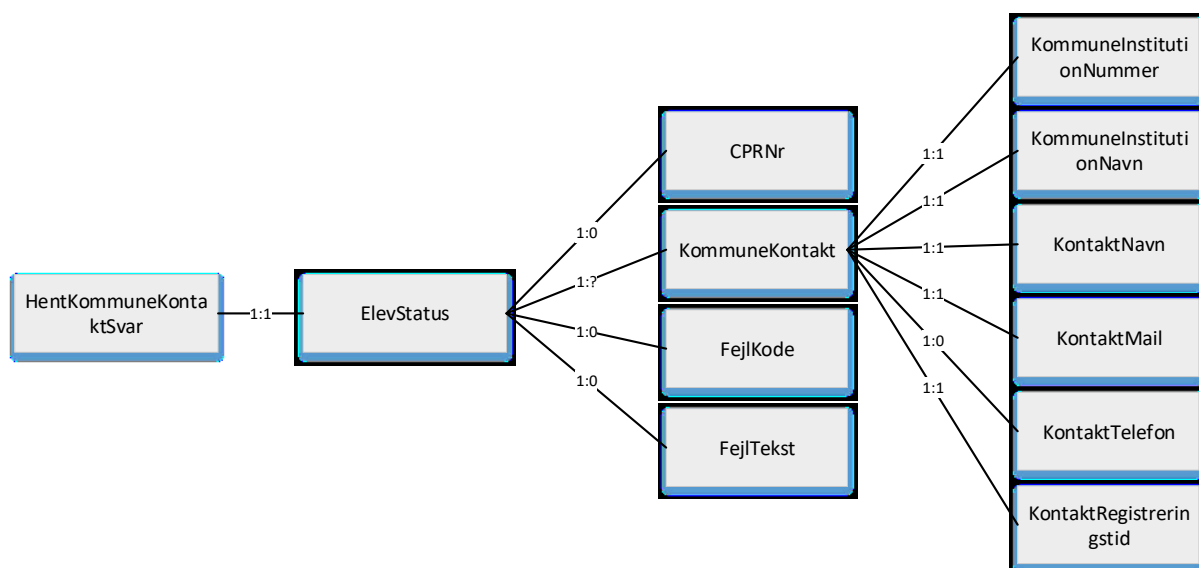 HentKommuneKonta
ktSvar
1:1
ElevStatus
1:0
1:?
1:0
1:0
CPRNr
KommuneKontakt
FejlKode
FejlTekst
1:1
1:1
1:1
1:1
1:0
1:1
KommuneInstituti
onNummer
KommuneInstituti
onNavn
KontaktNavn
KontaktMail
KontaktTelefon
KontaktRegistrerin
gstid